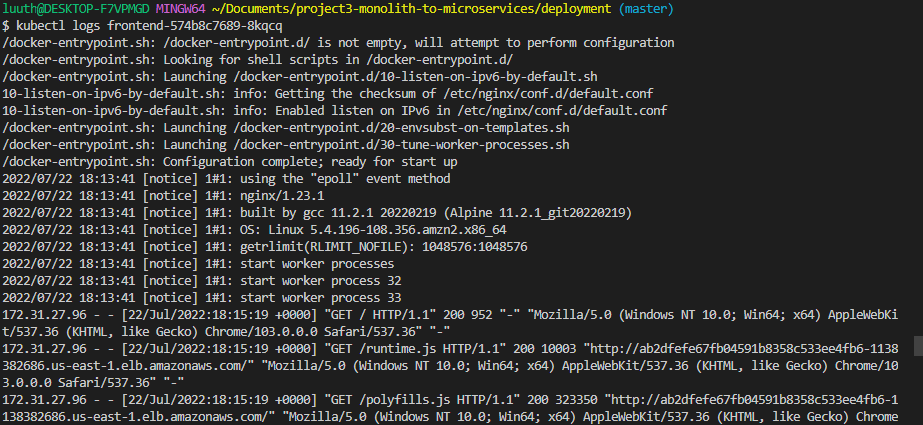 luuth@DESKTOP-F7VPMGD MINGW64 ~/Documents/project3-monolith-to-microservices/deployment (master)
$ kubectl logs frontend-574b8c7689-8kqcq
/docker-entrypoint.sh: /docker-entrypoint.d/ is not empty, will attempt to perform configuration
/docker-entrypoint.sh: Looking for shell scripts in /docker-entrypoint.d/
/docker-entrypoint.sh: Launching /docker-entrypoint.d/10-listen-on-ipv6-by-default.sh
10-listen-on-ipv6-by-default.sh: info: Getting the checksum of /etc/nginx/conf.d/default.conf
10-listen-on-ipv6-by-default.sh: info: Enabled listen on IPv6 in /etc/nginx/conf.d/default.conf
/docker-entrypoint.sh: Launching /docker-entrypoint.d/20-envsubst-on-templates.sh
/docker-entrypoint.sh: Launching /docker-entrypoint.d/30-tune-worker-processes.sh
/docker-entrypoint.sh: Configuration complete; ready for start up
2022/07/22 18:13:41 [notice] 1#1: using the "epoll" event method
2022/07/22 18:13:41 [notice] 1#1: nginx/1.23.1
2022/07/22 18:13:41 [notice] 1#1: built by gcc 11.2.1 20220219 (Alpine 11.2.1_git20220219)
2022/07/22 18:13:41 [notice] 1#1: OS: Linux 5.4.196-108.356.amzn2.x86_64
2022/07/22 18:13:41 [notice] 1#1: getrlimit(RLIMIT_NOFILE): 1048576:1048576
2022/07/22 18:13:41 [notice] 1#1: start worker processes
2022/07/22 18:13:41 [notice] 1#1: start worker process 32
2022/07/22 18:13:41 [notice] 1#1: start worker process 33
172.31.27.96 - - [22/Jul/2022:18:15:19 +0000] "GET / HTTP/1.1" 200 952 "-" "Mozilla/5.0 (Windows NT 10.0; Win64; x64) AppleWebKi
t/537.36 (KHTML, like Gecko) Chrome/103.0.0.0 Safari/537.36" "-"
172.31.27.96 - - [22/Jul/2022:18:15:19 +0000] "GET /runtime.js HTTP/1.1" 200 10003 "http://ab2dfefe67fb04591b8358c533ee4fb6-1138
382686.us-east-1.elb.amazonaws.com/" "Mozilla/5.0 (Windows NT 10.0; Win64; x64) AppleWebKit/537.36 (KHTML, like Gecko) Chrome/10
3.0.0.0 Safari/537.36" "-"
172.31.27.96 - - [22/Jul/2022:18:15:19 +0000] "GET /polyfills.js HTTP/1.1" 200 323350 "http://ab2dfefe67fb04591b8358c533ee4fb6-1
138382686.us-east-1.elb.amazonaws.com/" "Mozilla/5.0 (Windows NT 10.0; Win64; x64) AppleWebKit/537.36 (KHTML, like Gecko) Chrome